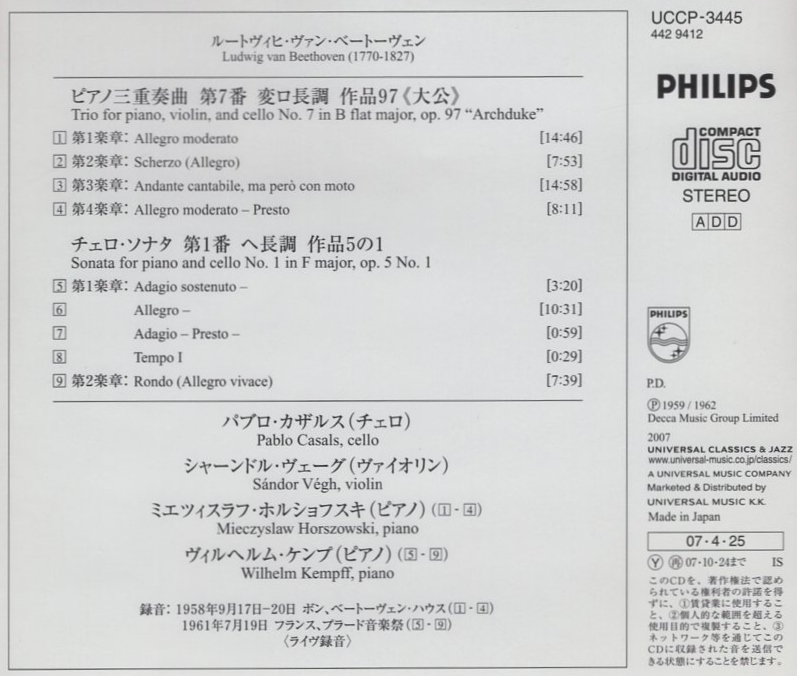 ルートヴィヒ・ヴァン・ベートーヴェン
Ludwig van Beethoven (1770-1827)
ピアノ三重奏曲 第7番 変ロ長調 作品97《大公》
Trio for piano, violin, and cello No. 7 in B flat major, op. 97 “Archduke”
1 第1楽章: Allegro moderato [14:46]
2 第2楽章: Scherzo (Allegro) [7:53]
3 第3楽章: Andante cantabile, ma però con moto [14:58]
4 第4楽章: Allegro moderato – Presto [8:11]
チェロ・ソナタ 第1番 ヘ長調 作品5の1
Sonata for piano and cello No. 1 in F major, op. 5 No. 1
5 第1楽章: Adagio sostenuto – [3:20]
6 Allegro – [10:31]
7 Adagio – Presto – [0:59]
8 Tempo I [0:29]
9 第2楽章: Rondo (Allegro vivace) [7:39]
パブロ・カザルス(チェロ)
Pablo Casals, cello
シャーンドル・ヴェーグ(ヴァイオリン)
Sándor Végh, violin
ミエツィスラフ・ホルショフスキ(ピアノ)(1-4)
Mieczyslaw Horszowski, piano
ヴィルヘルム・ケンプ(ピアノ)(5-9)
Wilhelm Kempff, piano
録音: 1958年9月17日-20日 ボン、ベートーヴェン・ハウス(1-4)
1961年7月19日 フランス、プラード音楽祭(5-9)
〈ライヴ録音〉
UCCP-3445
442 9412
PHILIPS
COMPACT
disc
DIGITAL AUDIO
STEREO
ADD
PHILIPS
P.D.
Ⓟ 1959 / 1962
Decca Music Group Limited
2007
UNIVERSAL CLASSICS & JAZZ
www.universal-music.co.jp/classics/
A UNIVERSAL MUSIC COMPANY
Marketed & Distributed by
UNIVERSAL MUSIC K.K.
Made in Japan
07・4・25
Ⓨ 再 07・10・24まで IS
このCDを、著作権法で認め
られている権利者の許諾を得
ずに、①賃貸業に使用するこ
と、②個人的な範囲を超える
使用目的で複製すること、③
ネットワーク等を通じてこの
CDに収録された音を送信で
きる状態にすることを禁じます。